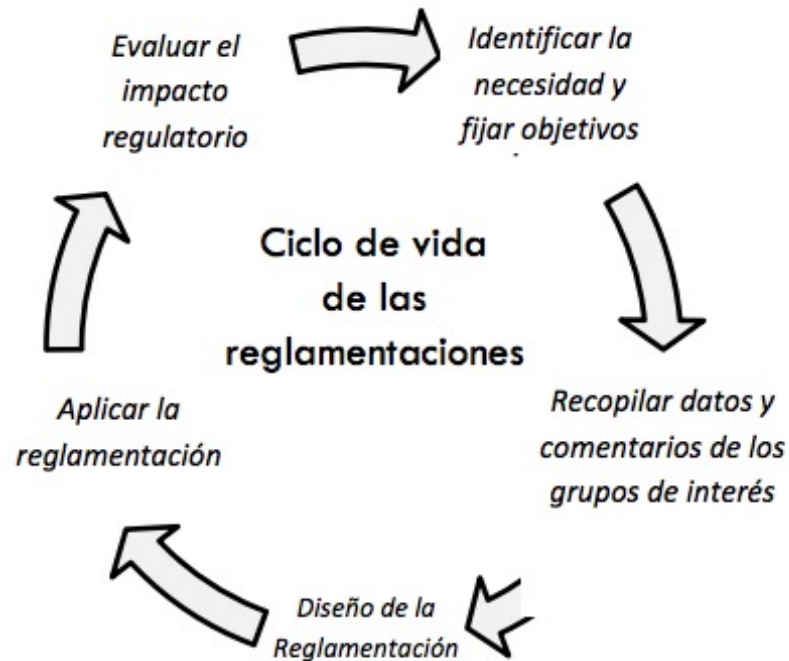 Evaluar el
impacto
regulatorio
Identificar la
necesidad y
fijar objetivos
Ciclo de vida
de las
reglamentaciones
Recopilar datos y
comentarios de los
grupos de interés
Diseño de la
Reglamentación
Aplicar la
reglamentación